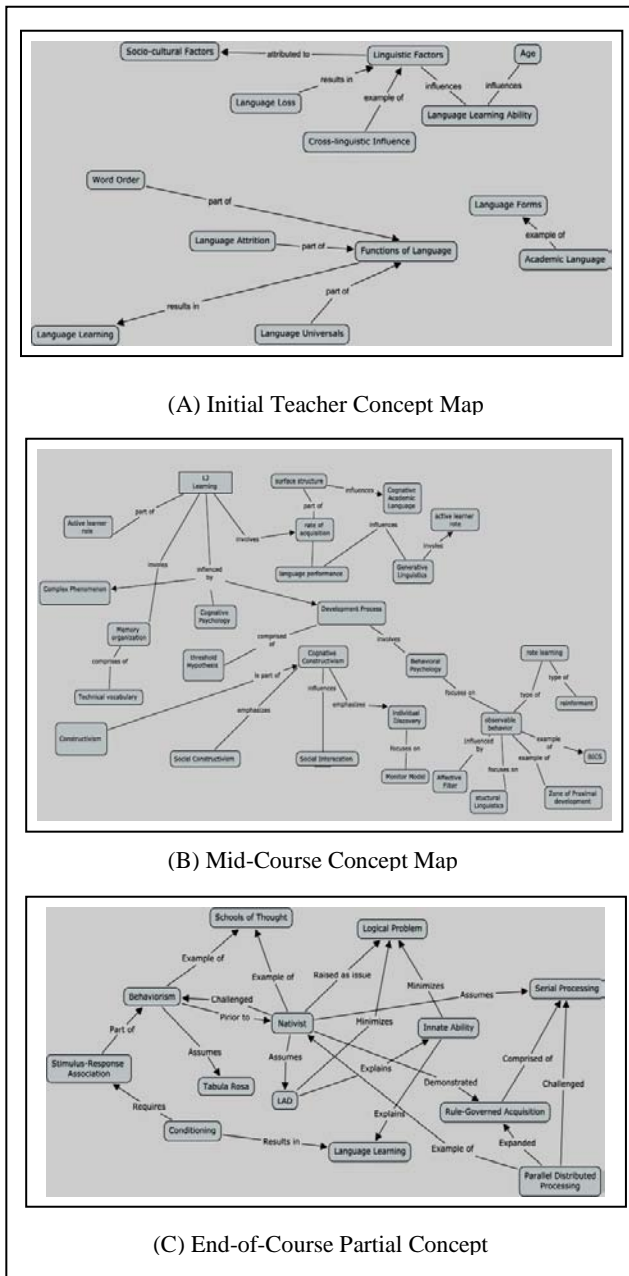 Socio-cultural Factors
attributed to
Linguistic Factors
Age
results in
influences
influences
Language Loss
example of
Language Learning Ability
Cross-linguistic Influence
Word Order
part of
Language Forms
Language Attrition
part of
Functions of Language
example of
Academic Language
results in
part of
Language Learning
Language Universals
(A) Initial Teacher Concept Map
L2
Learning
surface structure
influences
Cognitive
Academic
Language
Active learner
role
part of
part of
involves
rate of
acquisition
influences
active learner
rate
involes
influenced
by
language performance
Generative
Linguistics
involes
Complex Phenomenon
Cognitive
Psychology
Development Process
Memory
organization
comprised
of
involves
threshold
Hypothesis
Cognitive
Constructivism
Behavioral
Psychology
rate learning
comprises of
Technical vocabulary
is part of
influences
emphasizes
focuses on
type of
type of
reinformant
emphasizes
Individual
Discovery
observable
behavior
Constructivism
focuses on
influenced
by
example
of
BICS
Social Constructivism
Social Interacation
Monitor Model
Affective
Filter
focuses on
example of
stuctural
Linguistics
Zone of Proximal
development
(B) Mid-Course Concept Map
Schools of Thought
Logical Problem
Example of
Example of
Raised as issue
Minimizes
Behaviorism
Challenged
Assumes
Serial Processing
Pirior to
Nativist
Minimizes
Innate Ability
Part of
Comprised of
Stimulus-Response
Association
Assumes
Assumes
Explains
Demonstrated
Challenged
Tabula Rosa
LAD
Rule-Governed Acquisition
Requires
Explains
Conditioning
Results in
Language Learning
Example of
Expanded
Parallel Distributed
Processing
(C) End-of-Course Partial Concept